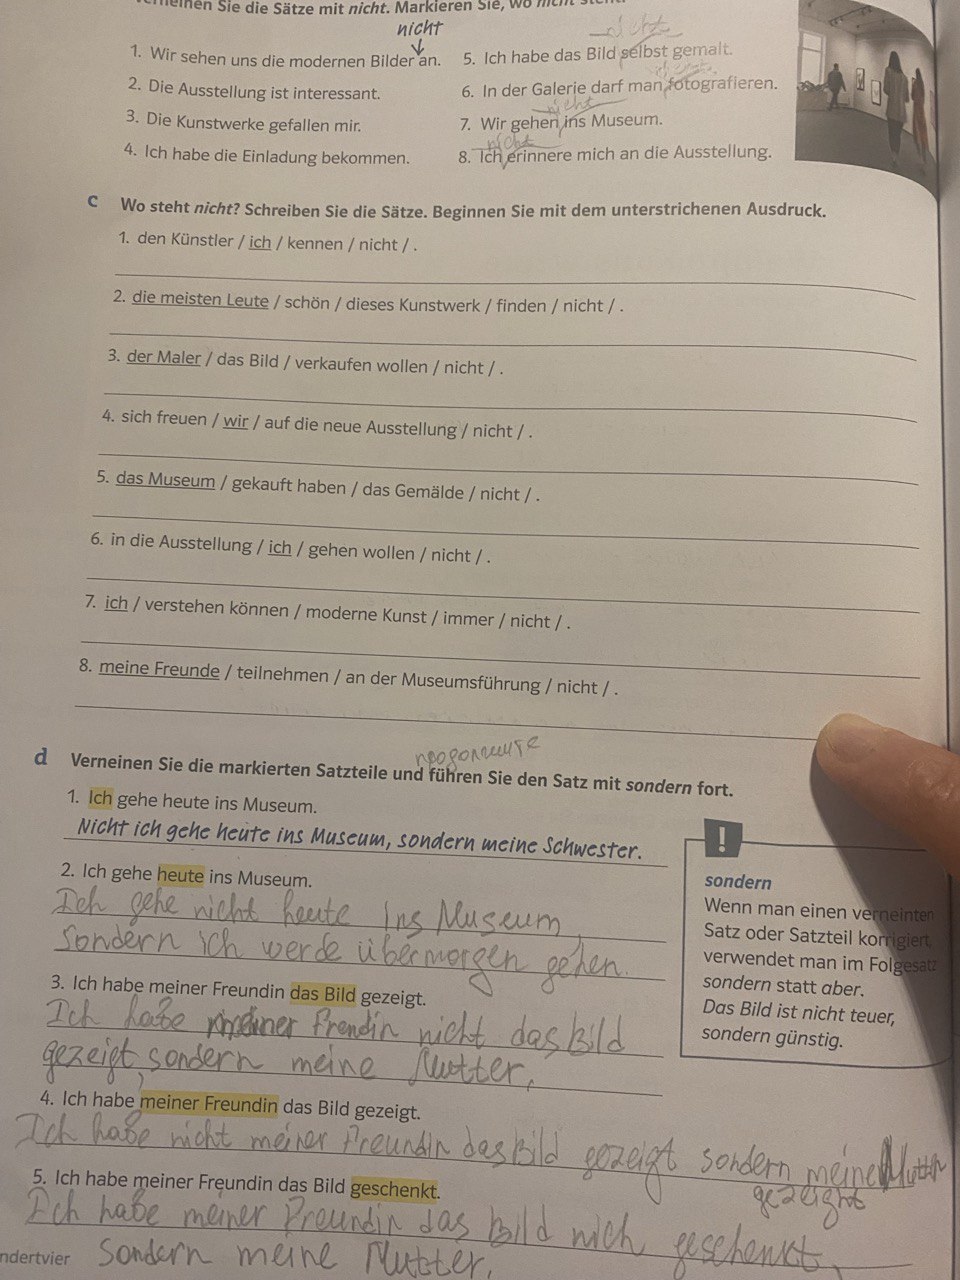 nen Sie die Sätze mit nicht. Markieren Sie, wo nicht
nicht
1. Wir sehen uns die modernen Bilder an.
2. Die Ausstellung ist interessant.
3. Die Kunstwerke gefallen mir.
4. Ich habe die Einladung bekommen.
nicht
5. Ich habe das Bild selbst gemalt.
6. In der Galerie darf man fotografieren.
nicht
7. Wir gehen ins Museum.
nicht
8. Ich erinnere mich an die Ausstellung.
c Wo steht nicht? Schreiben Sie die Sätze. Beginnen Sie mit dem unterstrichenen Ausdruck.
1. den Künstler / ich / kennen / nicht / .
2. die meisten Leute / schön / dieses Kunstwerk / finden / nicht / .
3. der Maler / das Bild / verkaufen wollen / nicht / .
4. sich freuen / wir / auf die neue Ausstellung / nicht / .
5. das Museum / gekauft haben / das Gemälde / nicht / .
6. in die Ausstellung / ich / gehen wollen / nicht / .
7. ich / verstehen können / moderne Kunst / immer / nicht / .
8. meine Freunde / teilnehmen / an der Museumsführung / nicht / .
d Verneinen Sie die markierten Satzteile und führen Sie den Satz mit sondern fort.
1. Ich gehe heute ins Museum.
Nicht ich gehe heute ins Museum, sondern meine Schwester.
2. Ich gehe heute ins Museum.
Ich gehe nicht heute ins Museum,
sondern ich werde übermorgen gehen.
3. Ich habe meiner Freundin das Bild gezeigt.
Ich habe meiner Frendin nicht das Bild
gezeigt, sondern meine Mutter.
4. Ich habe meiner Freundin das Bild gezeigt.
Ich habe nicht meiner Freundin das Bild gezeigt sondern meine Mutter
gezeight
5. Ich habe meiner Freundin das Bild geschenkt.
Ich habe meiner Freundin das Bild nich geschenkt,
sondern meine Mutter.
ndertvier
!
sondern
Wenn man einen verneinten
Satz oder Satzteil korrigiert,
verwendet man im Folgesatz
sondern statt aber.
Das Bild ist nicht teuer,
sondern günstig.